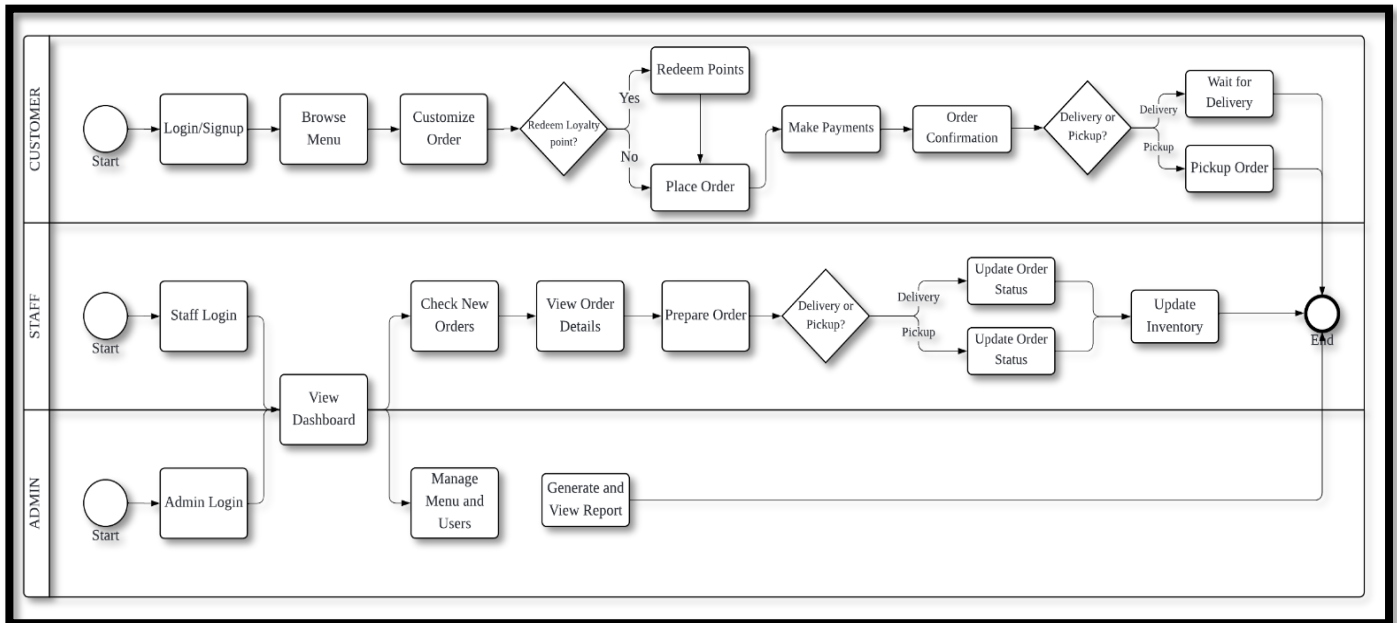 CUSTOMER
Start
Login/Signup
Browse
Menu
Customize
Order
Redeem Loyalty
point?
Yes
No
Redeem Points
Place Order
Make Payments
Order
Confirmation
Delivery or
Pickup?
Delivery
Pickup
Wait for
Delivery
Pickup Order
STAFF
Start
Staff Login
View
Dashboard
Check New
Orders
View Order
Details
Prepare Order
Delivery or
Pickup?
Delivery
Pickup
Update Order
Status
Update Order
Status
Update
Inventory
End
ADMIN
Start
Admin Login
Manage
Menu and
Users
Generate and
View Report